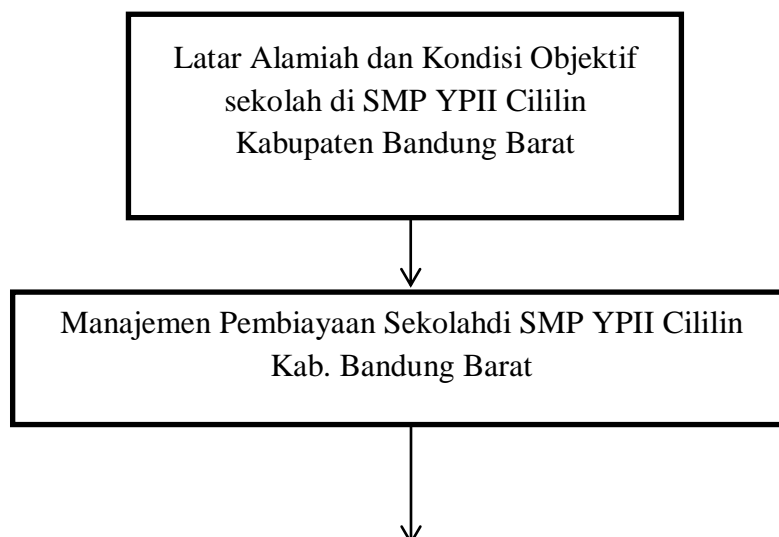 Latar Alamiah dan Kondisi Objektif
sekolah di SMP YPII Cililin
Kabupaten Bandung Barat
Manajemen Pembiayaan Sekolahdi SMP YPII Cililin
Kab. Bandung Barat